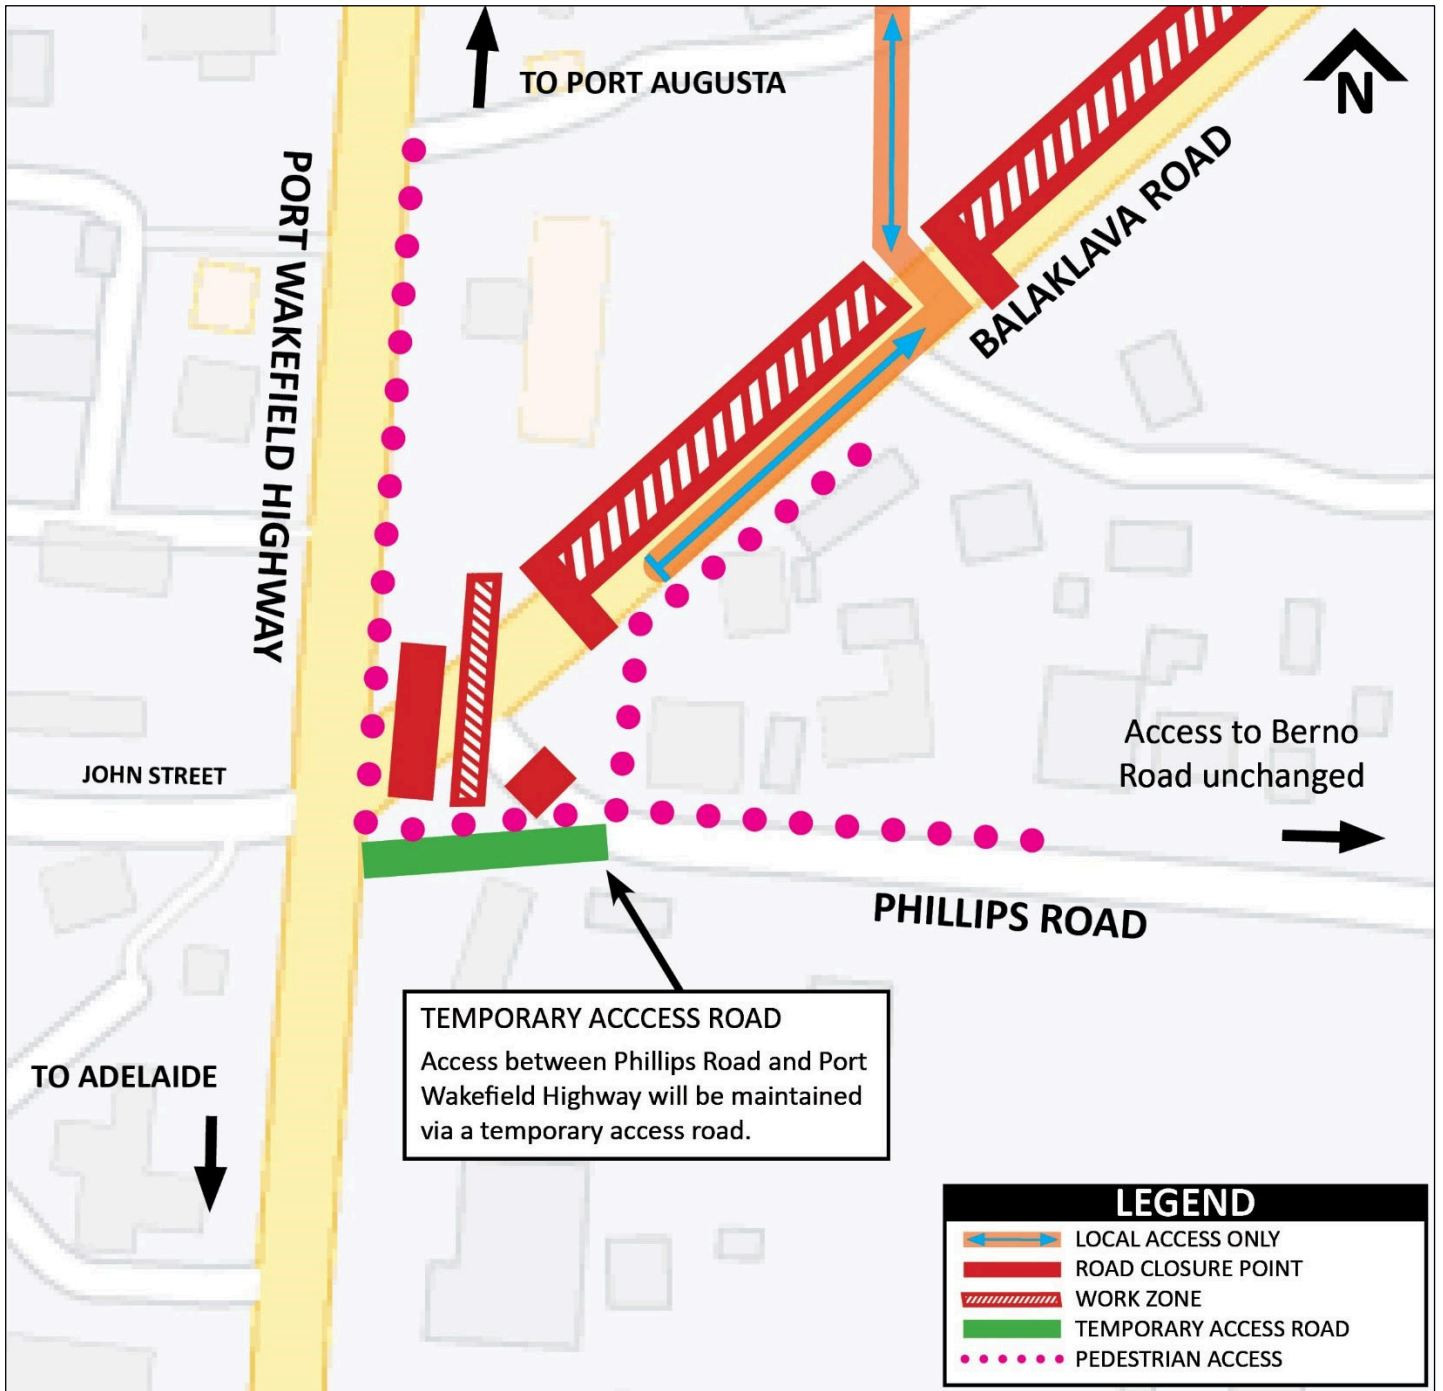 TO PORT AUGUSTA
N
PORT WAKEFIELD HIGHWAY
BALAKLAVA ROAD
JOHN STREET
Access to Berno
Road unchanged
PHILLIPS ROAD
TEMPORARY ACCCESS ROAD
Access between Phillips Road and Port
Wakefield Highway will be maintained
via a temporary access road.
TO ADELAIDE
LEGEND
LOCAL ACCESS ONLY
ROAD CLOSURE POINT
WORK ZONE
TEMPORARY ACCESS ROAD
PEDESTRIAN ACCESS